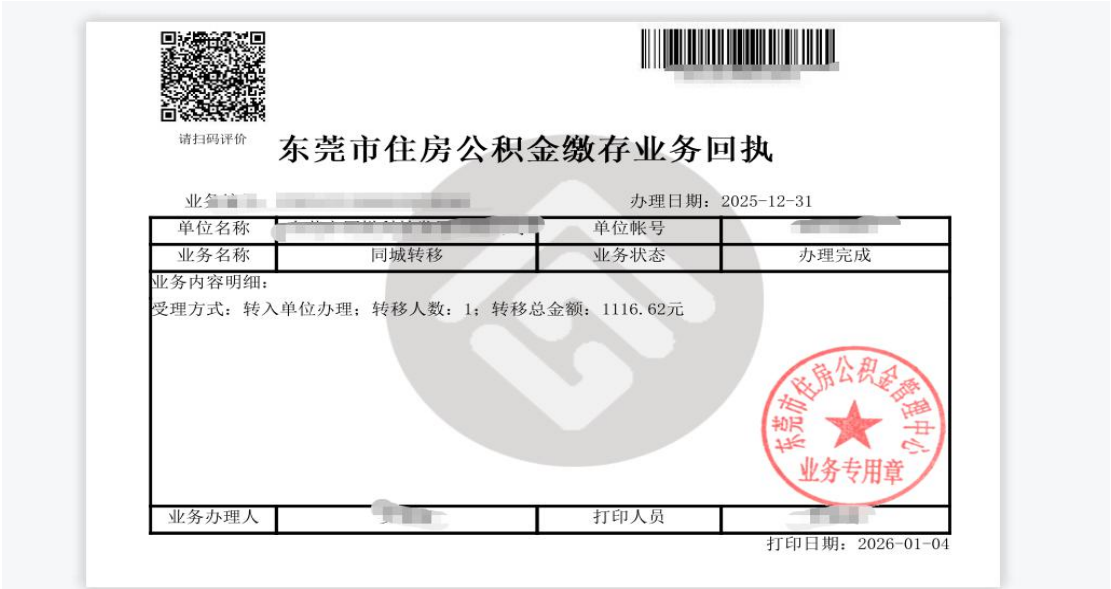 请扫码评价
东莞市住房公积金缴存业务回执
业务 办理日期：2025-12-31
单位名称 单位帐号
业务名称 同城转移 业务状态 办理完成
业务内容明细：
受理方式：转入单位办理；转移人数：1；转移总金额：1116.62元
东莞市住房公积金管理中心
业务专用章
业务办理人 打印人员
打印日期：2026-01-04